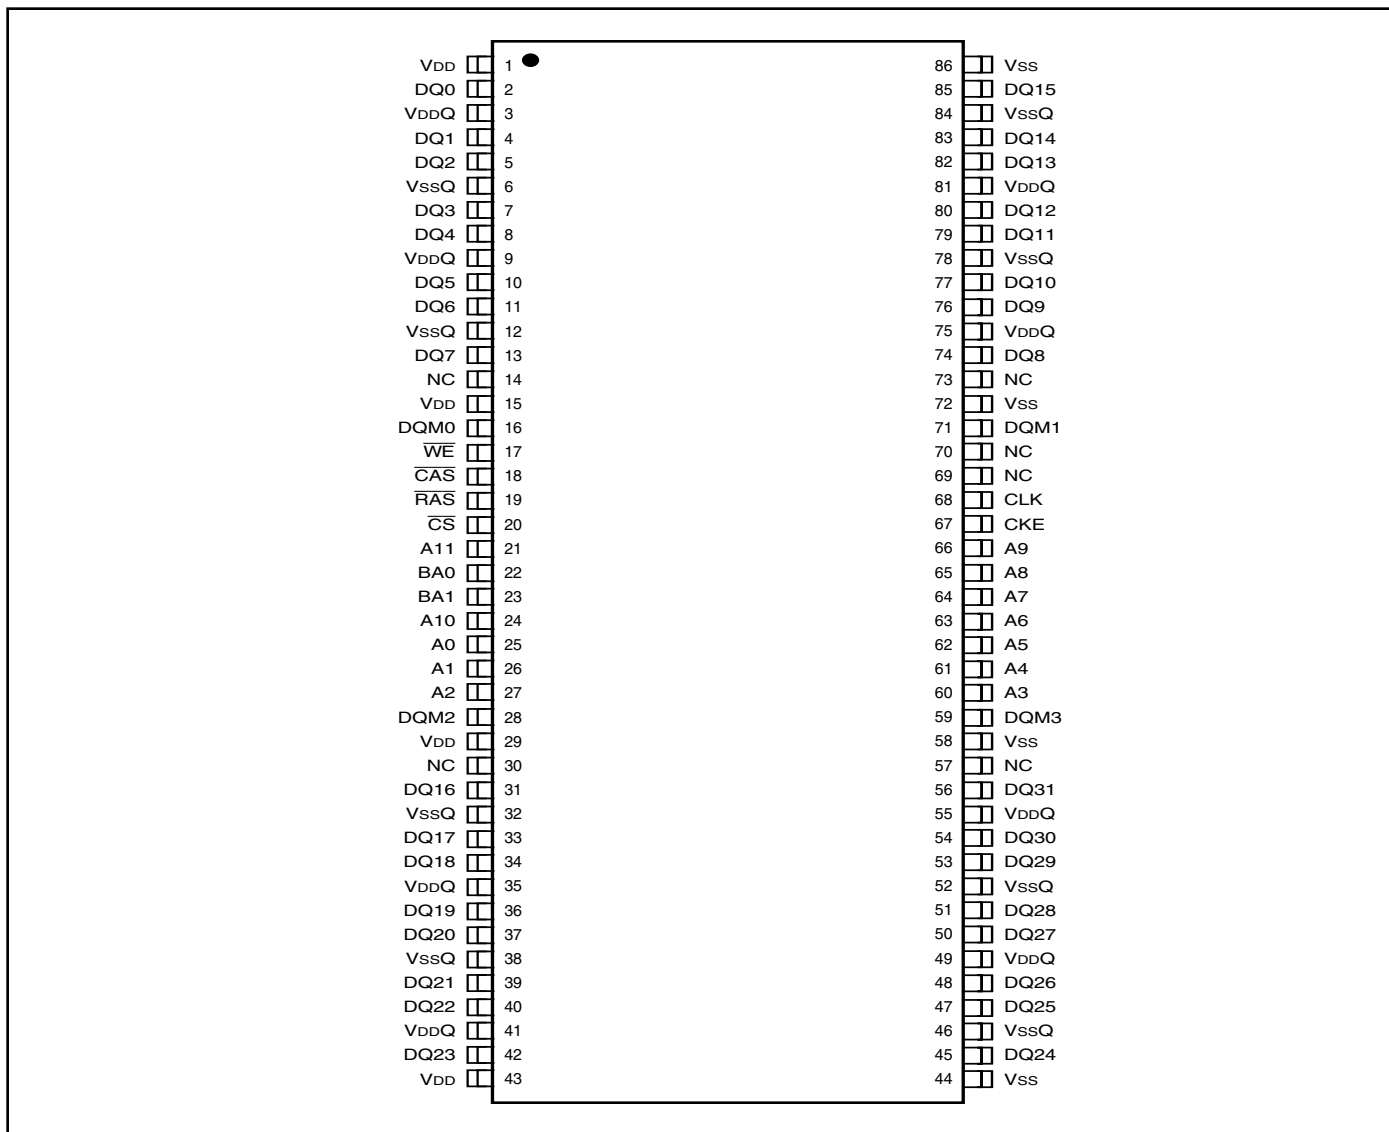 VDD 1 86 VSS
DQ0 2 85 DQ15
VDDQ 3 84 VSSQ
DQ1 4 83 DQ14
DQ2 5 82 DQ13
VSSQ 6 81 VDDQ
DQ3 7 80 DQ12
DQ4 8 79 DQ11
VDDQ 9 78 VSSQ
DQ5 10 77 DQ10
DQ6 11 76 DQ9
VSSQ 12 75 VDDQ
DQ7 13 74 DQ8
NC 14 73 NC
VDD 15 72 VSS
DQM0 16 71 DQM1
W̅E̅ 17 70 NC
C̅A̅S̅ 18 69 NC
R̅A̅S̅ 19 68 CLK
C̅S̅ 20 67 CKE
A11 21 66 A9
BA0 22 65 A8
BA1 23 64 A7
A10 24 63 A6
A0 25 62 A5
A1 26 61 A4
A2 27 60 A3
DQM2 28 59 DQM3
VDD 29 58 VSS
NC 30 57 NC
DQ16 31 56 DQ31
VSSQ 32 55 VDDQ
DQ17 33 54 DQ30
DQ18 34 53 DQ29
VDDQ 35 52 VSSQ
DQ19 36 51 DQ28
DQ20 37 50 DQ27
VSSQ 38 49 VDDQ
DQ21 39 48 DQ26
DQ22 40 47 DQ25
VDDQ 41 46 VSSQ
DQ23 42 45 DQ24
VDD 43 44 VSS